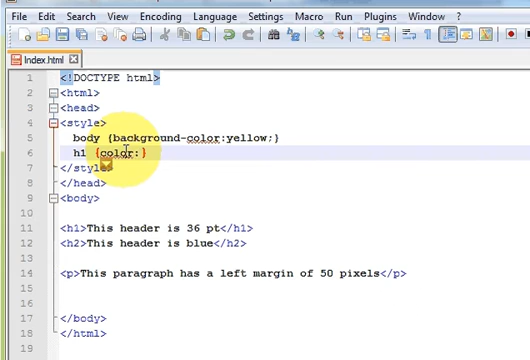 File Edit Search View Encoding Language Settings Macro Run Plugins Window ?
Index.html
1 <!DOCTYPE html>
2 <html>
3 <head>
4 <style>
5 body {background-color:yellow;}
6 h1 {color:}
7 </style>
8 </head>
9 <body>
10
11 <h1>This header is 36 pt</h1>
12 <h2>This header is blue</h2>
13
14 <p>This paragraph has a left margin of 50 pixels</p>
15
16
17 </body>
18 </html>
19